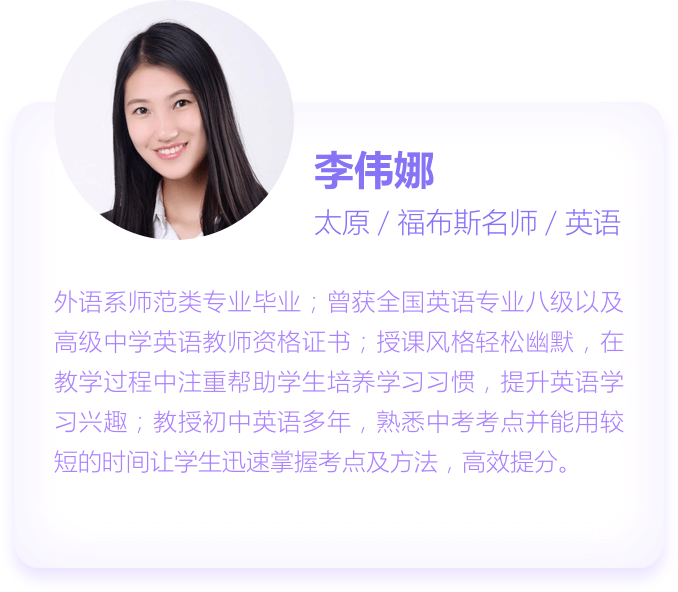 李伟娜
太原 / 福布斯名师 / 英语
外语系师范类专业毕业；曾获全国英语专业八级以及
高级中学英语教师资格证书；授课风格轻松幽默，在
教学过程中注重帮助学生培养学习习惯，提升英语学
习兴趣；教授初中英语多年，熟悉中考考点并能用较
短的时间让学生迅速掌握考点及方法，高效提分。